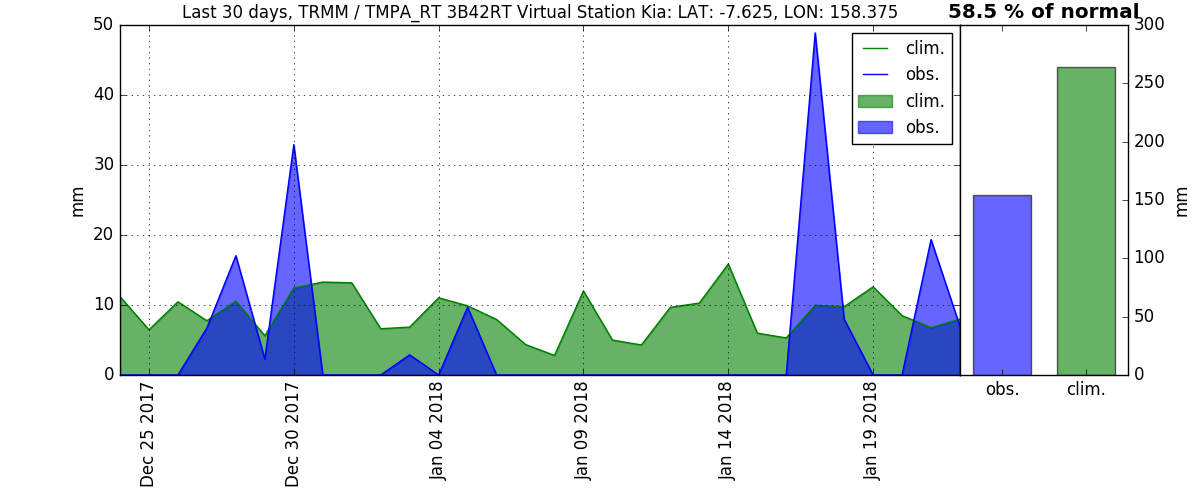 Last 30 days, TRMM / TMPA_RT 3B42RT Virtual Station Kia: LAT: -7.625, LON: 158.375
58.5 % of normal
50
40
30
20
10
0
mm
clim.
obs.
clim.
obs.
Dec 25 2017
Dec 30 2017
Jan 04 2018
Jan 09 2018
Jan 14 2018
Jan 19 2018
300
250
200
150
100
50
0
mm
obs.
clim.